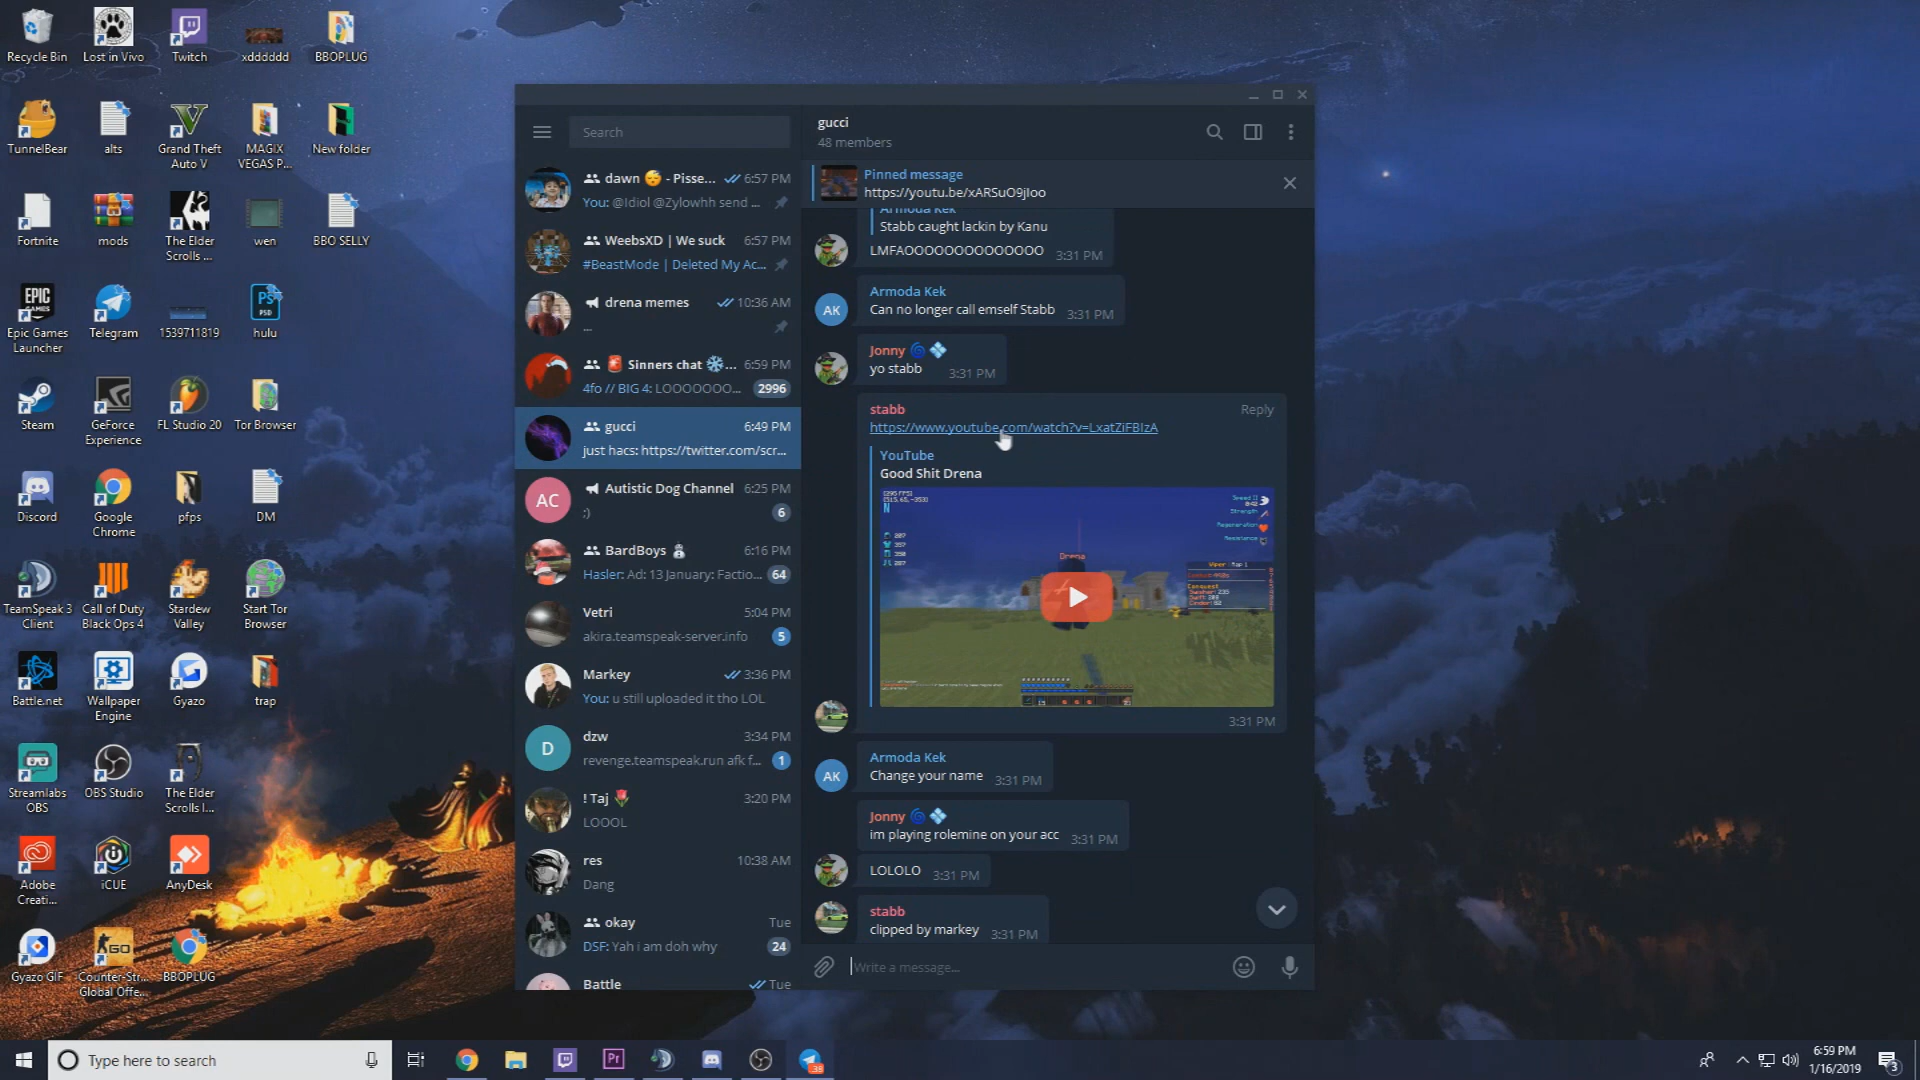 Recycle Bin
Lost in Vivo
Twitch
xdddddd
BBOPLUG
TunnelBear
alts
Grand Theft
Auto V
MAGIX
VEGAS P...
New folder
Fortnite
mods
The Elder
Scrolls ...
wen
BBO SELLY
Epic Games
Launcher
Telegram
1539711819
hulu
Steam
GeForce
Experience
FL Studio 20
Tor Browser
Discord
Google
Chrome
pfps
DM
TeamSpeak 3
Client
Call of Duty
Black Ops 4
Stardew
Valley
Start Tor
Browser
Battle.net
Wallpaper
Engine
Gyazo
trap
Streamlabs
OBS
OBS Studio
The Elder
Scrolls I...
Adobe
Creati...
iCUE
AnyDesk
Gyazo GIF
Counter-Str...
Global Offe...
BBOPLUG
Search
dawn 😴 - Pisse... 6:57 PM
You: @Idiol @Zylowhh send ...
WeebsXD | We suck 6:57 PM
#BeastMode | Deleted My Ac...
drena memes 10:36 AM
...
🚨 Sinners chat ❄️... 6:59 PM
4fo // BIG 4: LOOOOOOO... 2996
gucci 6:49 PM
just hacs: https://twitter.com/scr...
AC
Autistic Dog Channel 6:25 PM
;) 6
BardBoys ⛄ 6:16 PM
Hasler: Ad: 13 January: Factio... 64
Vetri 5:04 PM
akira.teamspeak-server.info 5
Markey 3:36 PM
You: u still uploaded it tho LOL
D
dzw 3:34 PM
revenge.teamspeak.run afk f... 1
! Taj 🌹 3:20 PM
LOOOL
res 10:38 AM
Dang
okay Tue
DSF: Yah i am doh why 24
Battle Tue
gucci
48 members
Pinned message
https://youtu.be/xARSuO9jIoo
Armoda Kek
Stabb caught lackin by Kanu
LMFAOOOOOOOOOOOOOO 3:31 PM
AK
Armoda Kek
Can no longer call emself Stabb 3:31 PM
Jonny 🌀 💠
yo stabb 3:31 PM
stabb Reply
https://www.youtube.com/watch?v=LxatZiFBIzA
YouTube
Good Shit Drena
Drena
3:31 PM
AK
Armoda Kek
Change your name 3:31 PM
Jonny 🌀 💠
im playing rolemine on your acc 3:31 PM
LOLOLO 3:31 PM
stabb
clipped by markey 3:31 PM
Write a message...
Type here to search
6:59 PM
1/16/2019
3